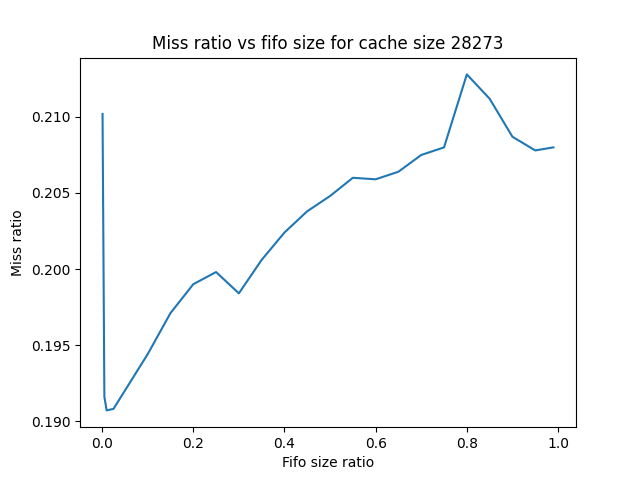 Miss ratio vs fifo size for cache size 28273
0.210
0.205
0.200
0.195
0.190
Miss ratio
0.0 0.2 0.4 0.6 0.8 1.0
Fifo size ratio